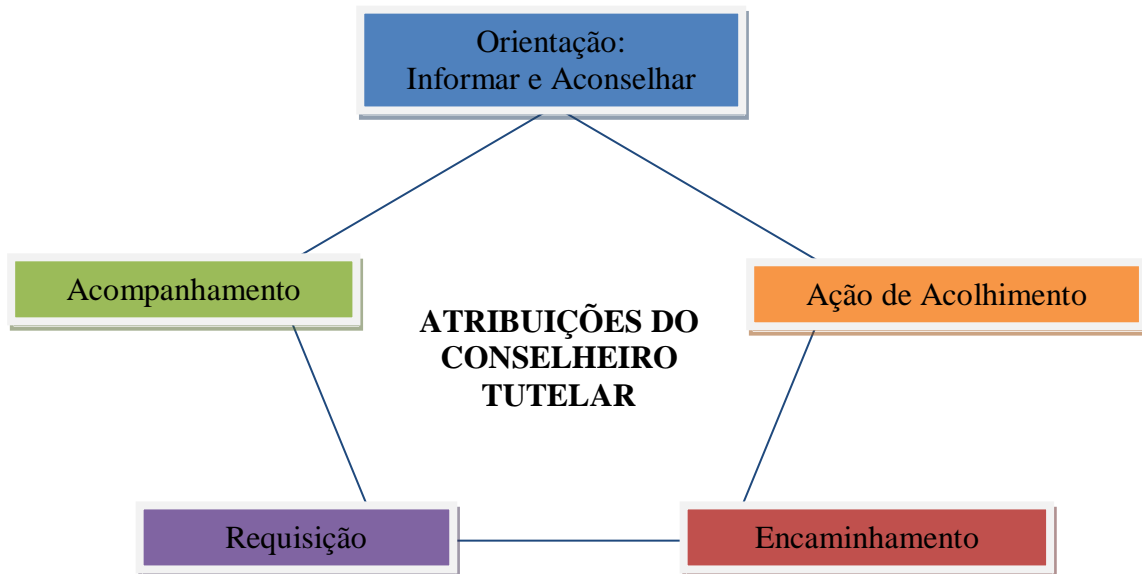 Orientação:
Informar e Aconselhar
Acompanhamento
Ação de Acolhimento
ATRIBUIÇÕES DO
CONSELHEIRO
TUTELAR
Requisição
Encaminhamento